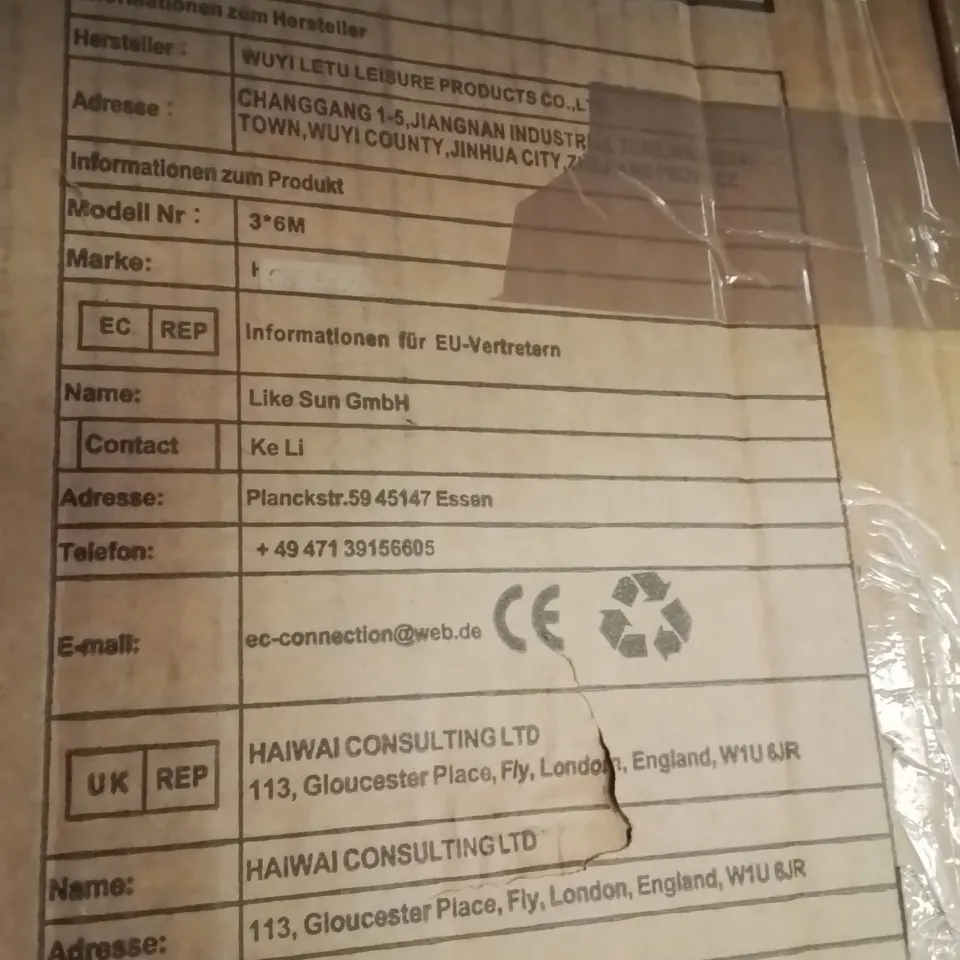 zum Hersteller
Hersteller : WUYI LETU LEISURE PRODUCTS CO.,
Adresse : CHANGGANG 1-5,JIANGNAN
TOWN,WUYI COUNTY,JINHUA CITY,
Informationen zum Produkt
Modell Nr : 3*6M
Marke:
EC REP Informationen für EU-Vertretern
Name: Like Sun GmbH
Contact Ke Li
Adresse: Planckstr.59 45147 Essen
Telefon: + 49 471 39156605
E-mail: ec-connection@web.de CE
UK REP HAIWAI CONSULTING LTD
113, Gloucester Place, Fly, London, England, W1U 6JR
Name: HAIWAI CONSULTING LTD
Adresse: 113, Gloucester Place, Fly, London, England, W1U 6JR